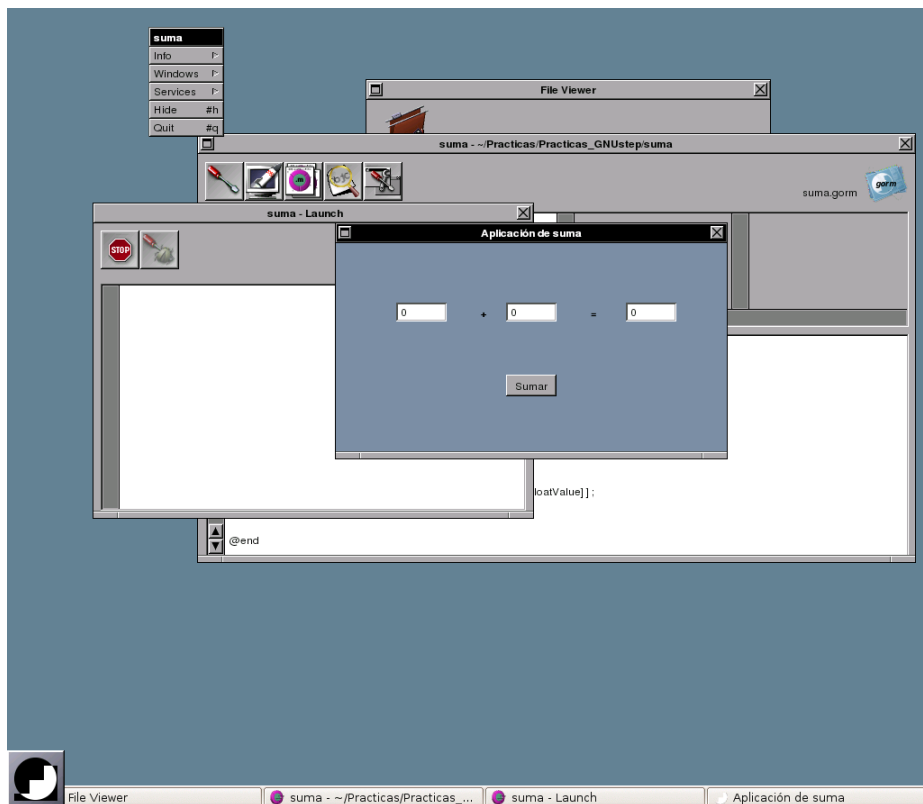 suma
Info
Windows
Services
Hide #h
Quit #q
File Viewer
suma - ~/Practicas/Practicas_GNUstep/suma
suma.gorm
gorm
suma - Launch
STOP
Aplicación de suma
0 + 0 = 0
Sumar
loatValue]];
@end
File Viewer
suma - ~/Practicas/Practicas_...
suma - Launch
Aplicación de suma